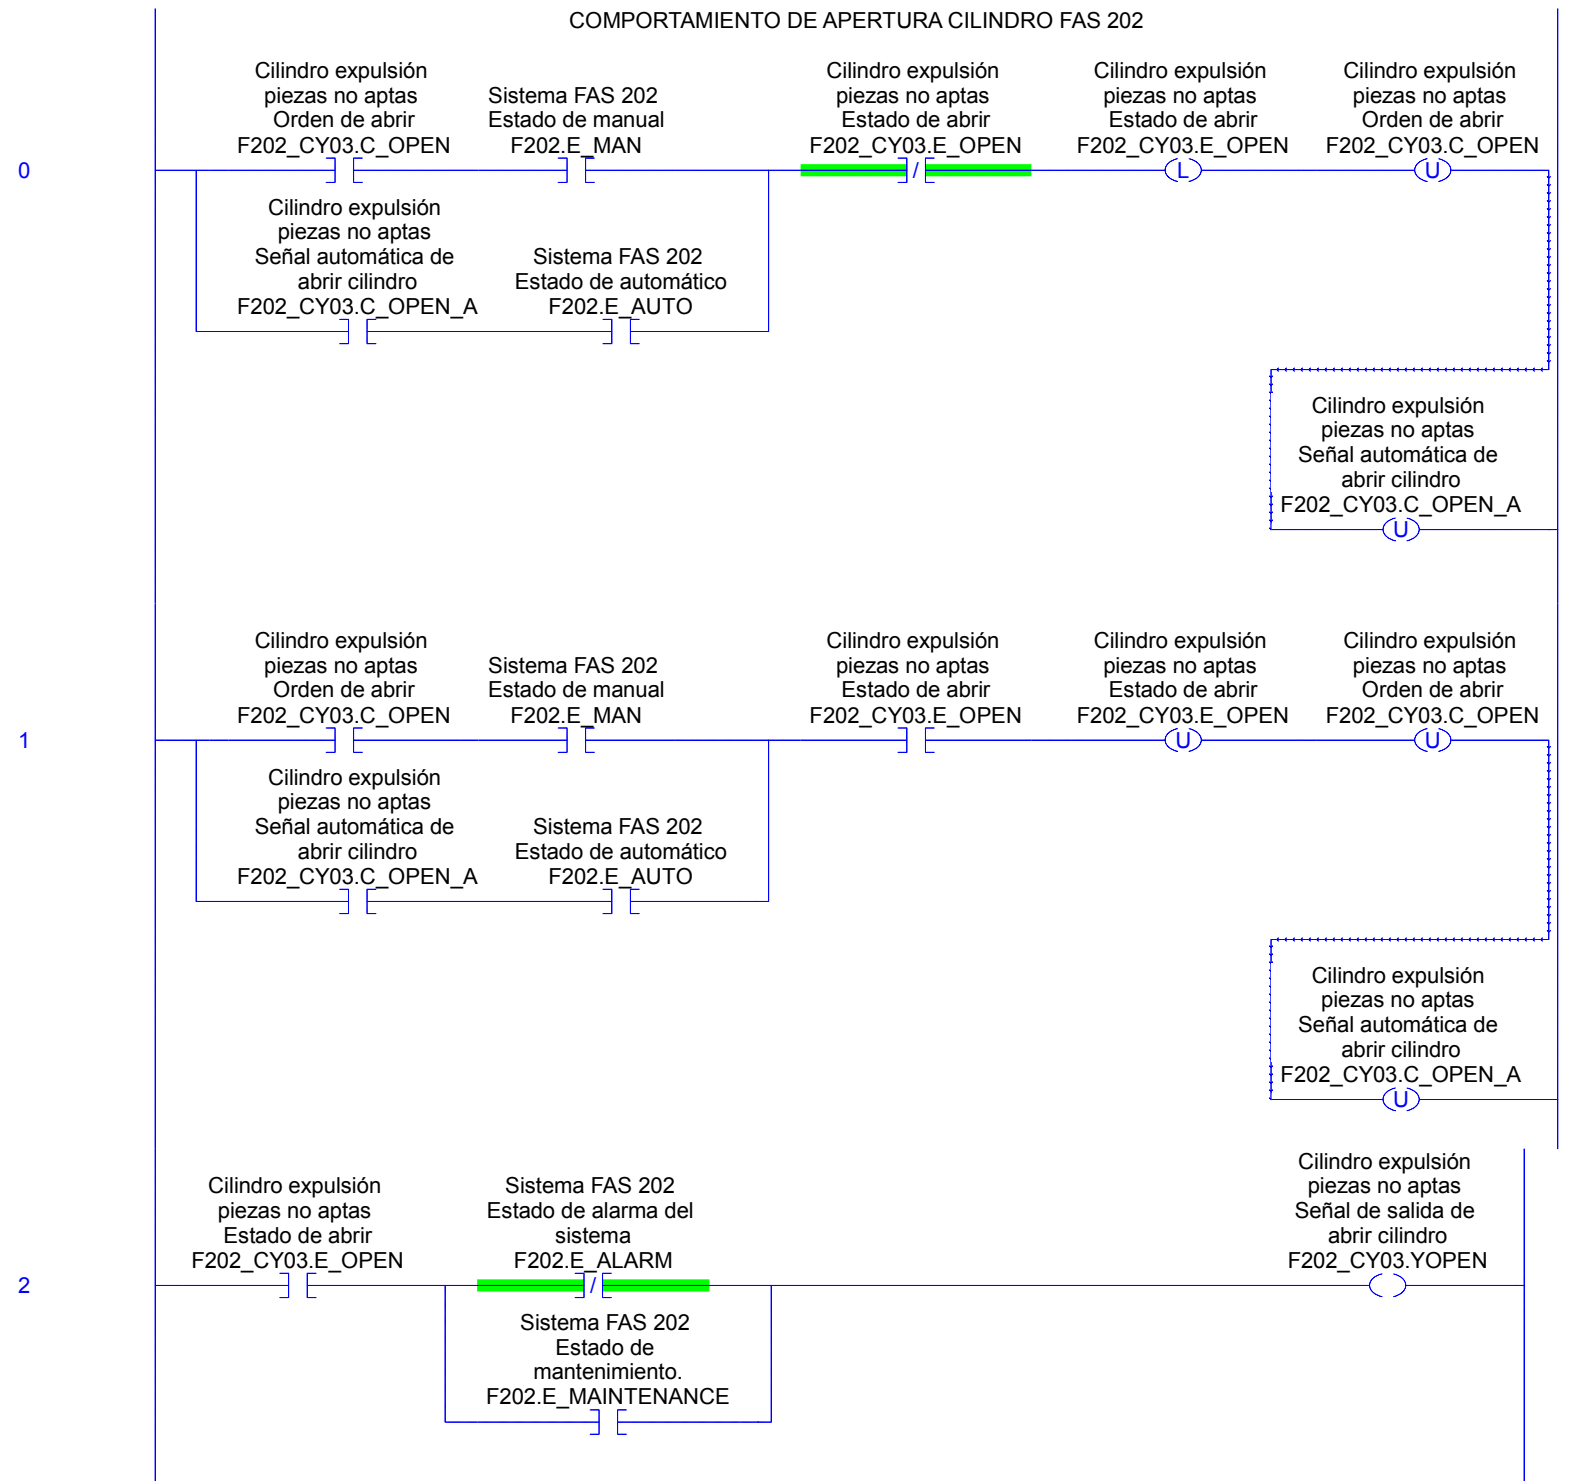 COMPORTAMIENTO DE APERTURA CILINDRO FAS 202
0
Cilindro expulsión
piezas no aptas
Orden de abrir
F202_CY03.C_OPEN
Sistema FAS 202
Estado de manual
F202.E_MAN
Cilindro expulsión
piezas no aptas
Estado de abrir
F202_CY03.E_OPEN
/
Cilindro expulsión
piezas no aptas
Estado de abrir
F202_CY03.E_OPEN
L
Cilindro expulsión
piezas no aptas
Orden de abrir
F202_CY03.C_OPEN
U
Cilindro expulsión
piezas no aptas
Señal automática de
abrir cilindro
F202_CY03.C_OPEN_A
Sistema FAS 202
Estado de automático
F202.E_AUTO
Cilindro expulsión
piezas no aptas
Señal automática de
abrir cilindro
F202_CY03.C_OPEN_A
U
1
Cilindro expulsión
piezas no aptas
Orden de abrir
F202_CY03.C_OPEN
Sistema FAS 202
Estado de manual
F202.E_MAN
Cilindro expulsión
piezas no aptas
Estado de abrir
F202_CY03.E_OPEN
Cilindro expulsión
piezas no aptas
Estado de abrir
F202_CY03.E_OPEN
U
Cilindro expulsión
piezas no aptas
Orden de abrir
F202_CY03.C_OPEN
U
Cilindro expulsión
piezas no aptas
Señal automática de
abrir cilindro
F202_CY03.C_OPEN_A
Sistema FAS 202
Estado de automático
F202.E_AUTO
Cilindro expulsión
piezas no aptas
Señal automática de
abrir cilindro
F202_CY03.C_OPEN_A
U
2
Cilindro expulsión
piezas no aptas
Estado de abrir
F202_CY03.E_OPEN
Sistema FAS 202
Estado de alarma del
sistema
F202.E_ALARM
/
Cilindro expulsión
piezas no aptas
Señal de salida de
abrir cilindro
F202_CY03.YOPEN
Sistema FAS 202
Estado de
mantenimiento.
F202.E_MAINTENANCE